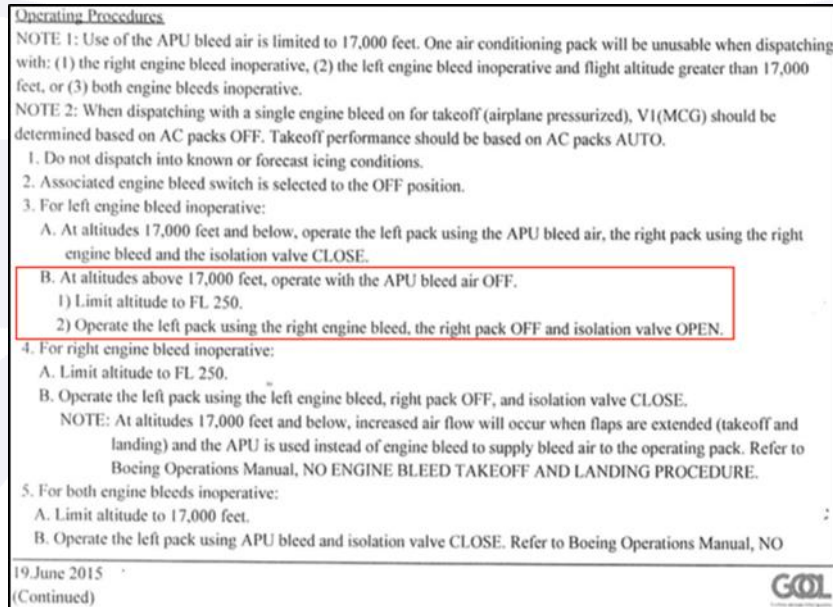 Operating Procedures
NOTE 1: Use of the APU bleed air is limited to 17,000 feet. One air conditioning pack will be unusable when dispatching
with: (1) the right engine bleed inoperative, (2) the left engine bleed inoperative and flight altitude greater than 17,000
feet, or (3) both engine bleeds inoperative.
NOTE 2: When dispatching with a single engine bleed on for takeoff (airplane pressurized), V1(MCG) should be
determined based on AC packs OFF. Takeoff performance should be based on AC packs AUTO.
1. Do not dispatch into known or forecast icing conditions.
2. Associated engine bleed switch is selected to the OFF position.
3. For left engine bleed inoperative:
A. At altitudes 17,000 feet and below, operate the left pack using the APU bleed air, the right pack using the right
engine bleed and the isolation valve CLOSE.
B. At altitudes above 17,000 feet, operate with the APU bleed air OFF.
1) Limit altitude to FL 250.
2) Operate the left pack using the right engine bleed, the right pack OFF and isolation valve OPEN.
4. For right engine bleed inoperative:
A. Limit altitude to FL 250.
B. Operate the left pack using the left engine bleed, right pack OFF, and isolation valve CLOSE.
NOTE: At altitudes 17,000 feet and below, increased air flow will occur when flaps are extended (takeoff and
landing) and the APU is used instead of engine bleed to supply bleed air to the operating pack. Refer to
Boeing Operations Manual, NO ENGINE BLEED TAKEOFF AND LANDING PROCEDURE.
5. For both engine bleeds inoperative:
A. Limit altitude to 17,000 feet.
B. Operate the left pack using APU bleed and isolation valve CLOSE. Refer to Boeing Operations Manual, NO
19.June 2015
(Continued)
GOL